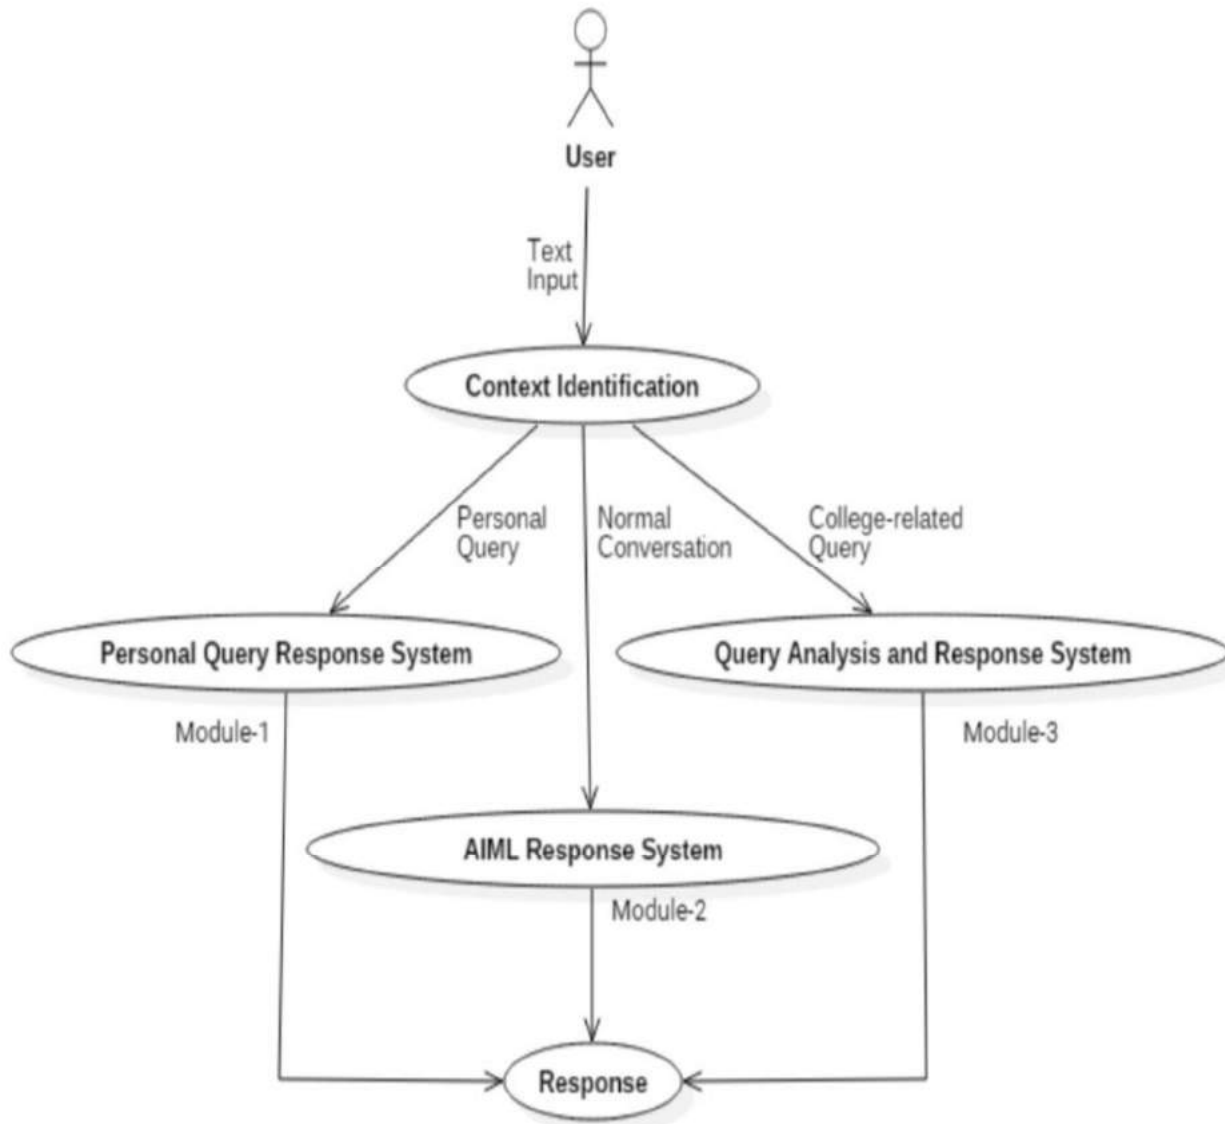 User
Text
Input
Context Identification
Personal
Query
Normal
Conversation
College-related
Query
Personal Query Response System
Query Analysis and Response System
Module-1
Module-3
AIML Response System
Module-2
Response